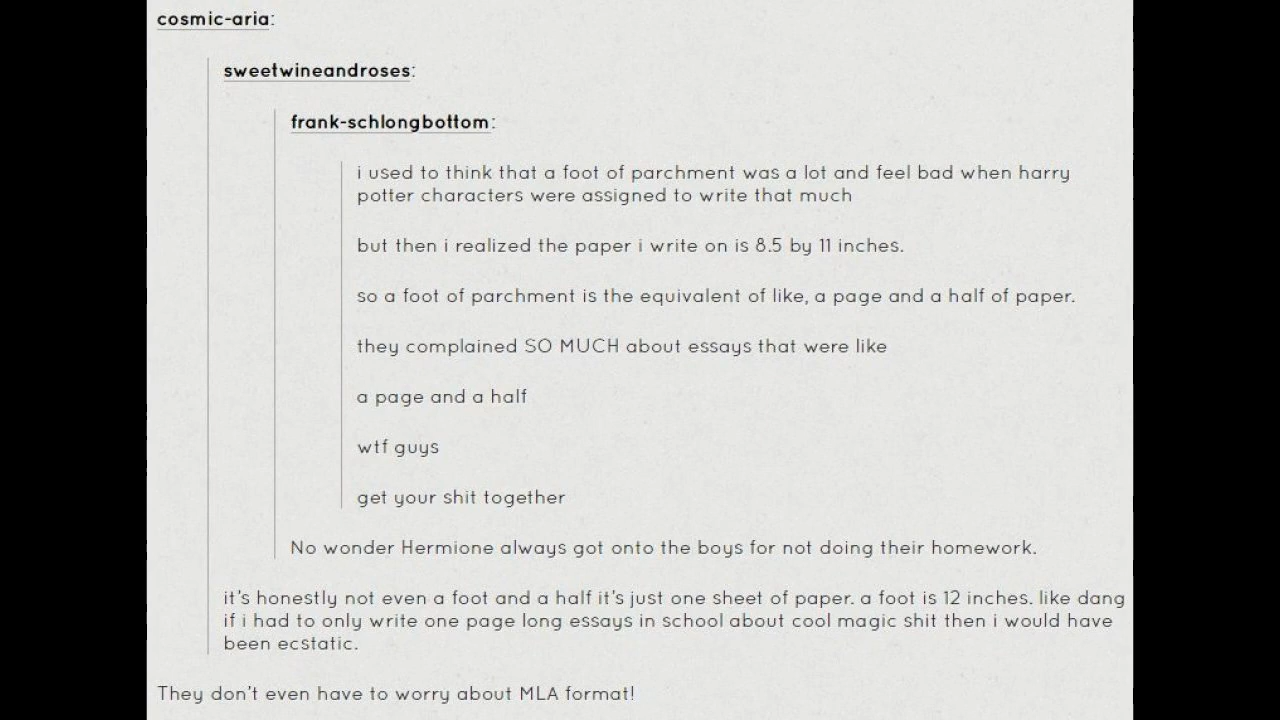 cosmic-aria:
sweetwineandroses:
frank-schlongbottom:
i used to think that a foot of parchment was a lot and feel bad when harry
potter characters were assigned to write that much
but then i realized the paper i write on is 8.5 by 11 inches.
so a foot of parchment is the equivalent of like, a page and a half of paper.
they complained SO MUCH about essays that were like
a page and a half
wtf guys
get your shit together
No wonder Hermione always got onto the boys for not doing their homework.
it's honestly not even a foot and a half it's just one sheet of paper. a foot is 12 inches. like dang
if i had to only write one page long essays in school about cool magic shit then i would have
been ecstatic.
They don't even have to worry about MLA format!